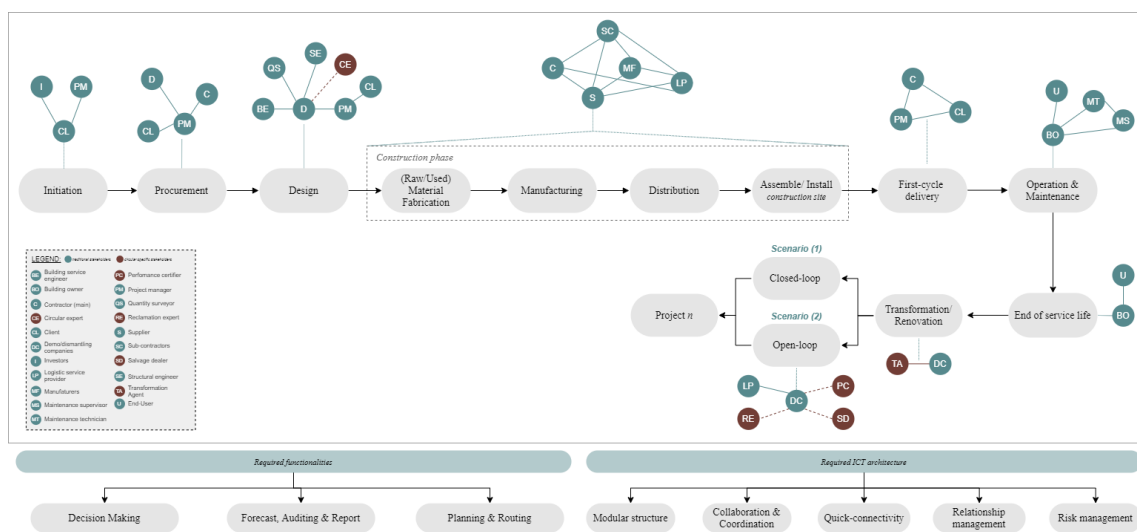 SC
SE
CE
QS
C
MF
LP
I
PM
D
C
CL
C
U
MT
BE
D
PM
S
PM
CL
MS
CL
CL
PM
BO
Construction phase
Initiation
Procurement
Design
(Raw/Used)
Material
Fabrication
Manufacturing
Distribution
Assemble/ Install
construction site
First-cycle
delivery
Operation &
Maintenance
LEGEND:
BE Building service
engineer
BO Building owner
C Contractor (main)
CE Circular expert
CL Client
DC Demo/dismantling
companies
I Investors
LP Logistic service
provider
MF Manufaturers
MS Maintenance supervisor
MT Maintenance technician
PC Perfomance certifier
PM Project manager
QS Quantity surveyor
RE Reclamation expert
S Supplier
SC Sub-contractors
SD Salvage dealer
SE Structural engineer
TA Transformation
Agent
U End-User
Scenario (1)
Closed-loop
Scenario (2)
Open-loop
Project n
Transformation/
Renovation
End of service life
U
BO
TA
DC
LP
PC
DC
RE
SD
Required functionalities
Required ICT architecture
Decision Making
Forecast, Auditing & Report
Planning & Routing
Modular structure
Collaboration &
Coordination
Quick-connectivity
Relationship
management
Risk management